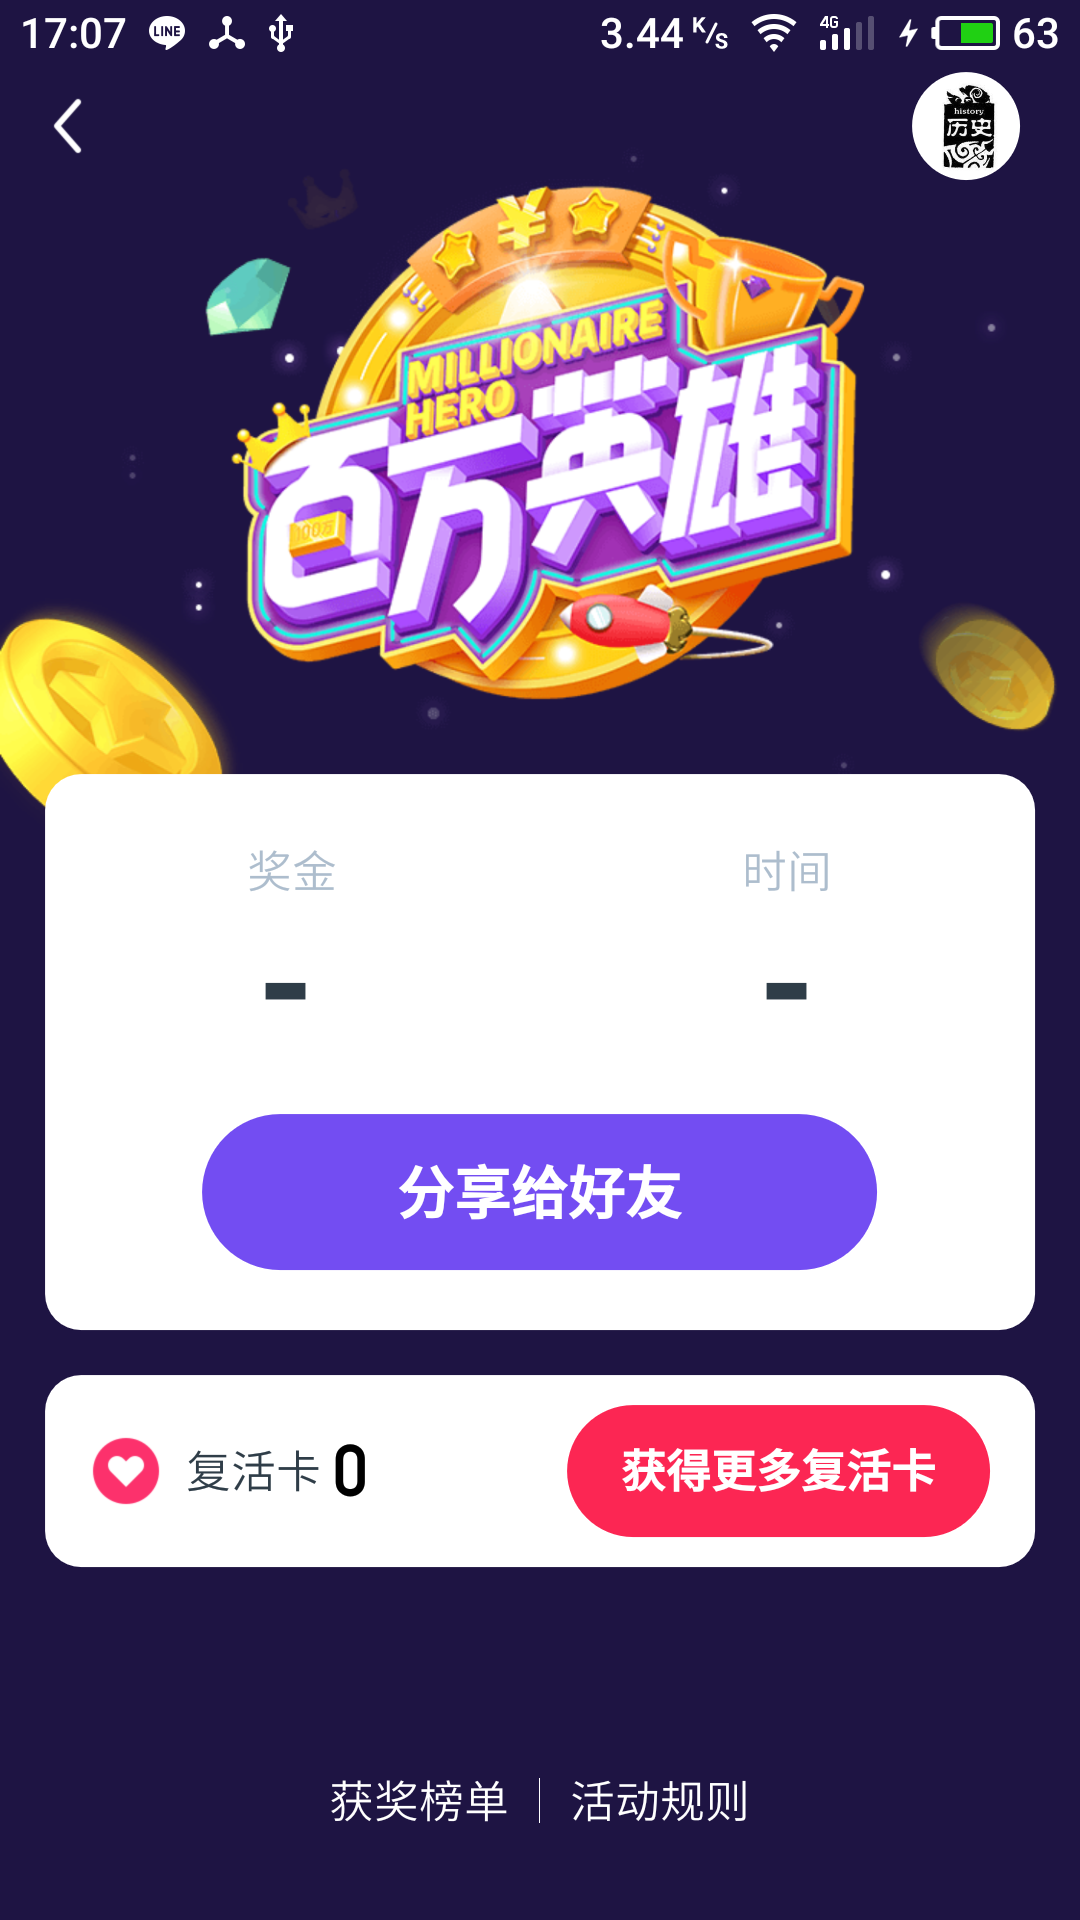 17:07 LINE 3.44 K/s 4G 63
history
历史
¥
MILLIONAIRE
HERO
百万英雄
100万
奖金 时间
- -
分享给好友
复活卡 0 获得更多复活卡
获奖榜单 活动规则